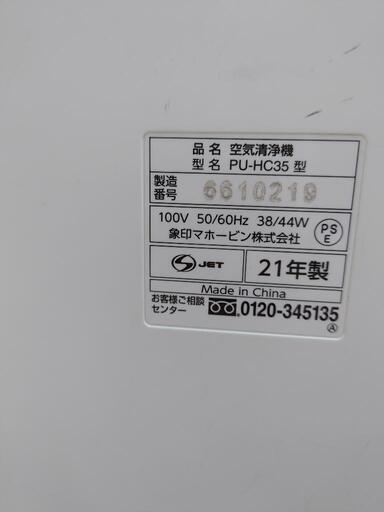 品名 空気清浄機
型名 PU-HC35 型
製造番号 6610219
100V 50/60Hz 38/44W
象印マホービン株式会社
PS E
S JET 21年製
Made in China
お客様ご相談センター 0120-345135
Ⓐ